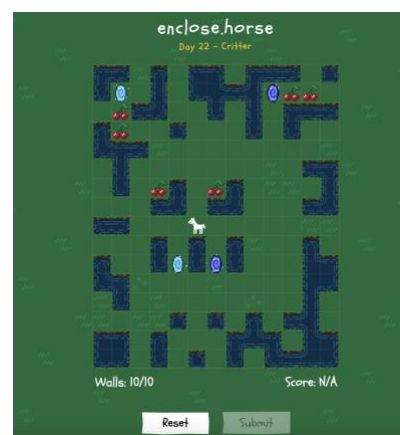 enclose.horse
Day 22 – Critter
Walls: 10/10 Score: N/A
Reset Submit